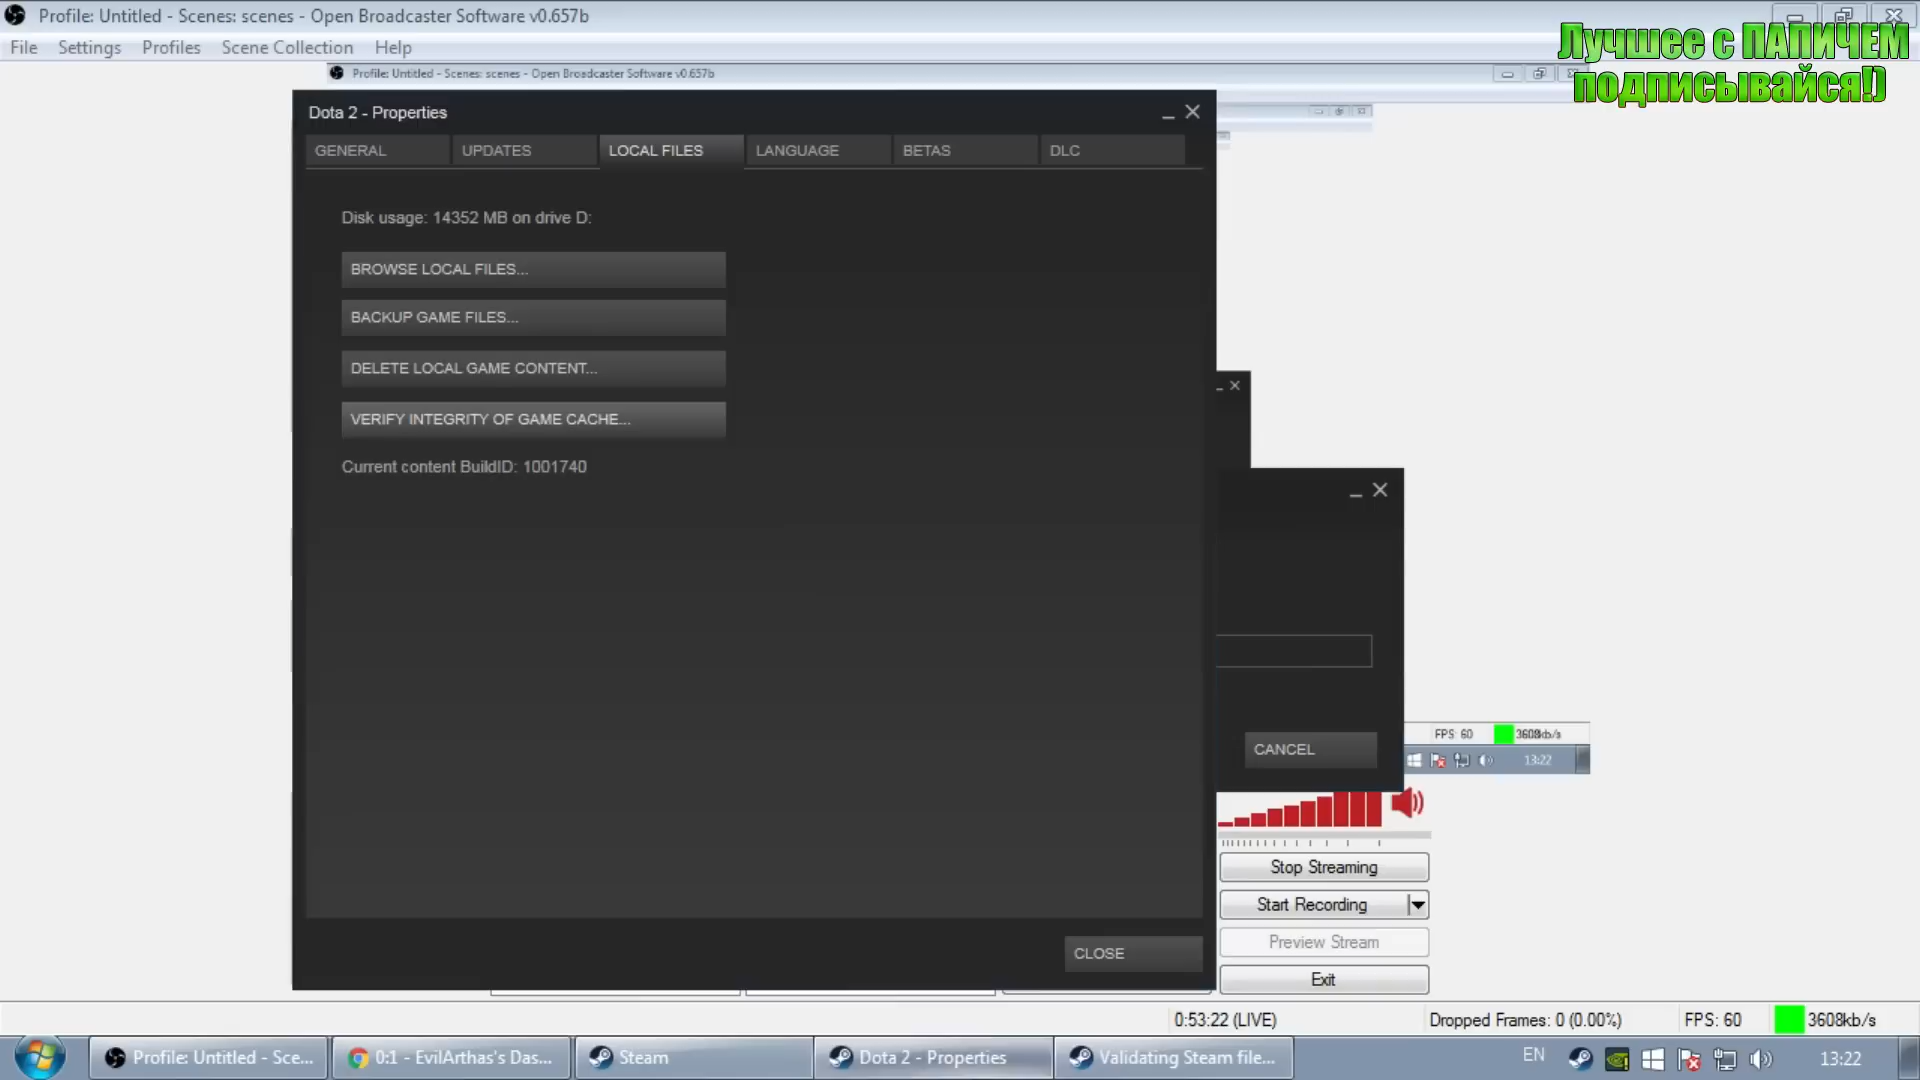 Profile: Untitled - Scenes: scenes - Open Broadcaster Software v0.657b
Лучшее с ПАПИЧЕМ
подписывайся!)
File Settings Profiles Scene Collection Help
Profile: Untitled - Scenes: scenes - Open Broadcaster Software v0.657b
Dota 2 - Properties
GENERAL UPDATES LOCAL FILES LANGUAGE BETAS DLC
Disk usage: 14352 MB on drive D:
BROWSE LOCAL FILES...
BACKUP GAME FILES...
DELETE LOCAL GAME CONTENT...
VERIFY INTEGRITY OF GAME CACHE...
Current content BuildID: 1001740
FPS: 60 3608kb/s
CANCEL
13:22
Stop Streaming
Start Recording
Preview Stream
CLOSE
Exit
0:53:22 (LIVE) Dropped Frames: 0 (0.00%) FPS: 60 3608kb/s
Profile: Untitled - Sce... 0:1 - EvilArthas's Das... Steam Dota 2 - Properties Validating Steam file... EN 13:22